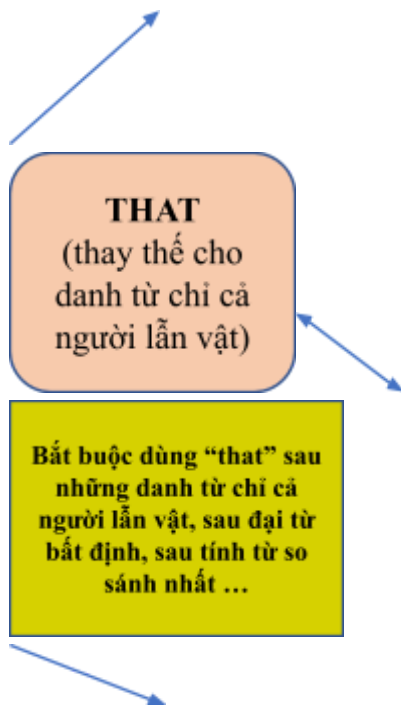 THAT
(thay thế cho
danh từ chỉ cả
người lẫn vật)
Bắt buộc dùng “that” sau
những danh từ chỉ cả
người lẫn vật, sau đại từ
bất định, sau tính từ so
sánh nhất …